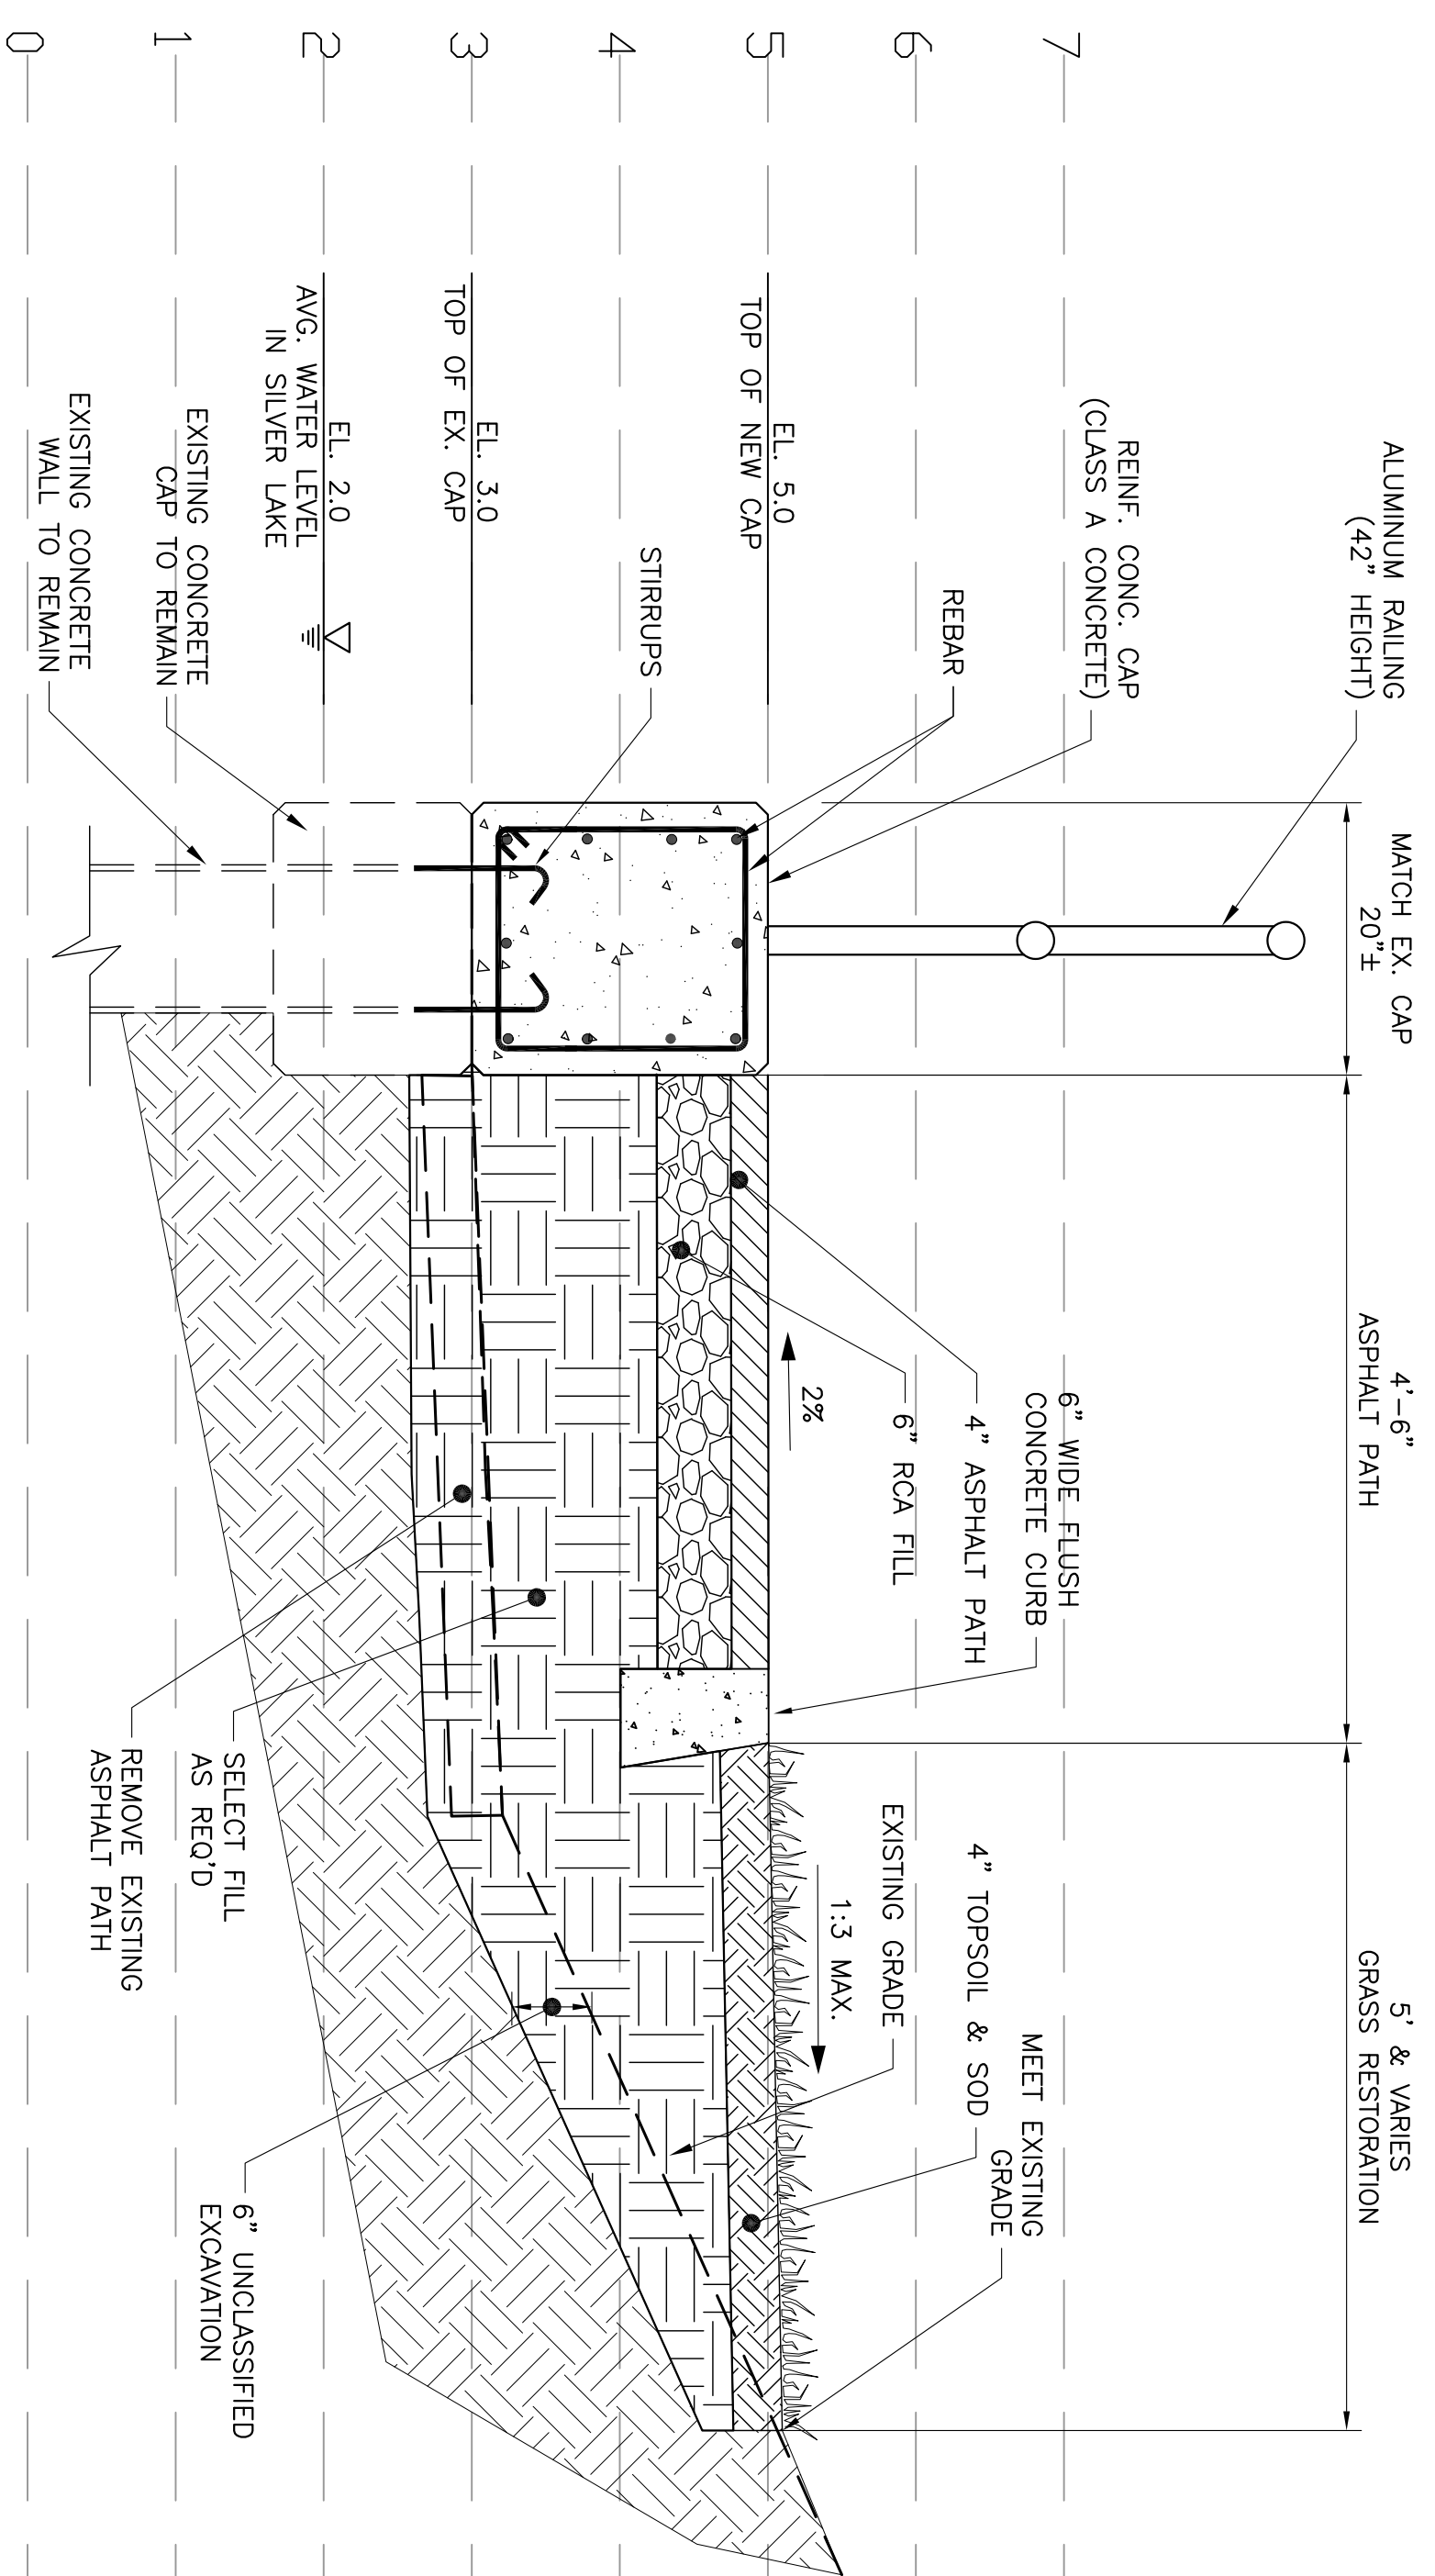 7
6
5
4
3
2
1
0
ALUMINUM RAILING
(42" HEIGHT)
REINF. CONC. CAP
(CLASS A CONCRETE)
REBAR
EL. 5.0
TOP OF NEW CAP
STIRRUPS
EL. 3.0
TOP OF EX. CAP
EL. 2.0
AVG. WATER LEVEL
IN SILVER LAKE
EXISTING CONCRETE
CAP TO REMAIN
EXISTING CONCRETE
WALL TO REMAIN
MATCH EX. CAP
20"±
4'-6"
ASPHALT PATH
5' & VARIES
GRASS RESTORATION
6" WIDE FLUSH
CONCRETE CURB
4" ASPHALT PATH
6" RCA FILL
2%
MEET EXISTING
GRADE
4" TOPSOIL & SOD
EXISTING GRADE
1:3 MAX.
SELECT FILL
AS REQ'D
REMOVE EXISTING
ASPHALT PATH
6" UNCLASSIFIED
EXCAVATION